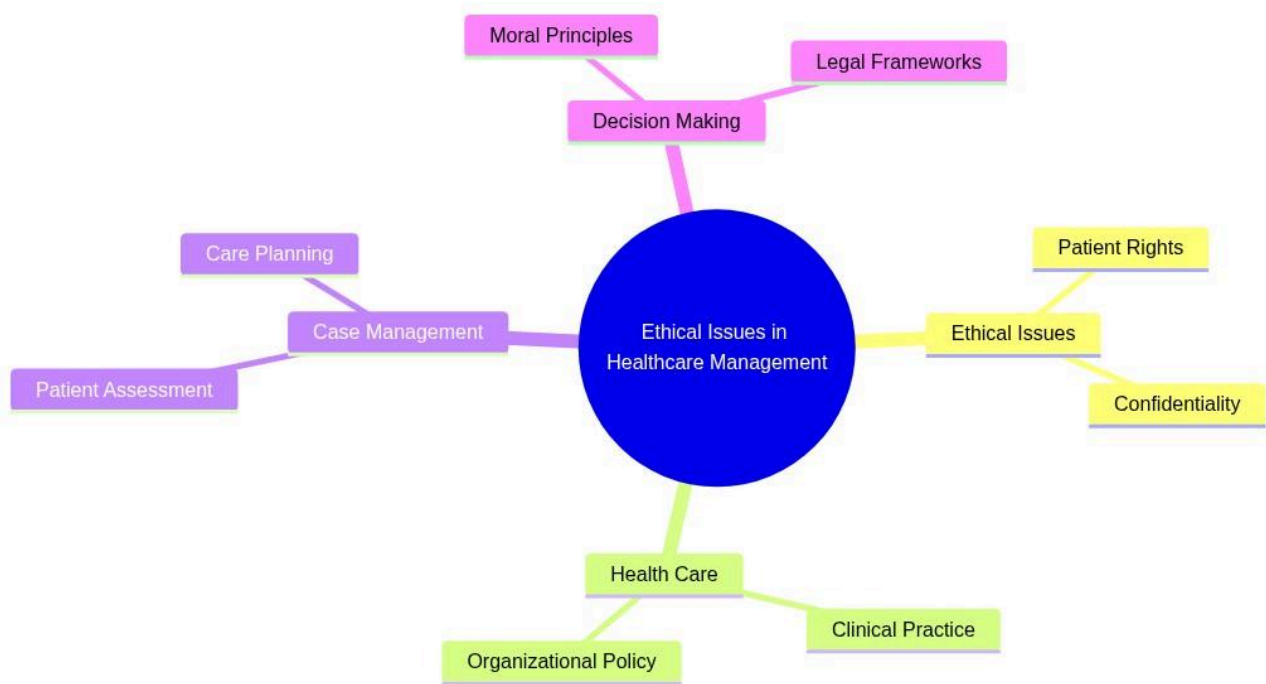 Moral Principles
Legal Frameworks
Decision Making
Care Planning
Patient Rights
Case Management
Ethical Issues in
Healthcare Management
Ethical Issues
Patient Assessment
Confidentiality
Health Care
Clinical Practice
Organizational Policy